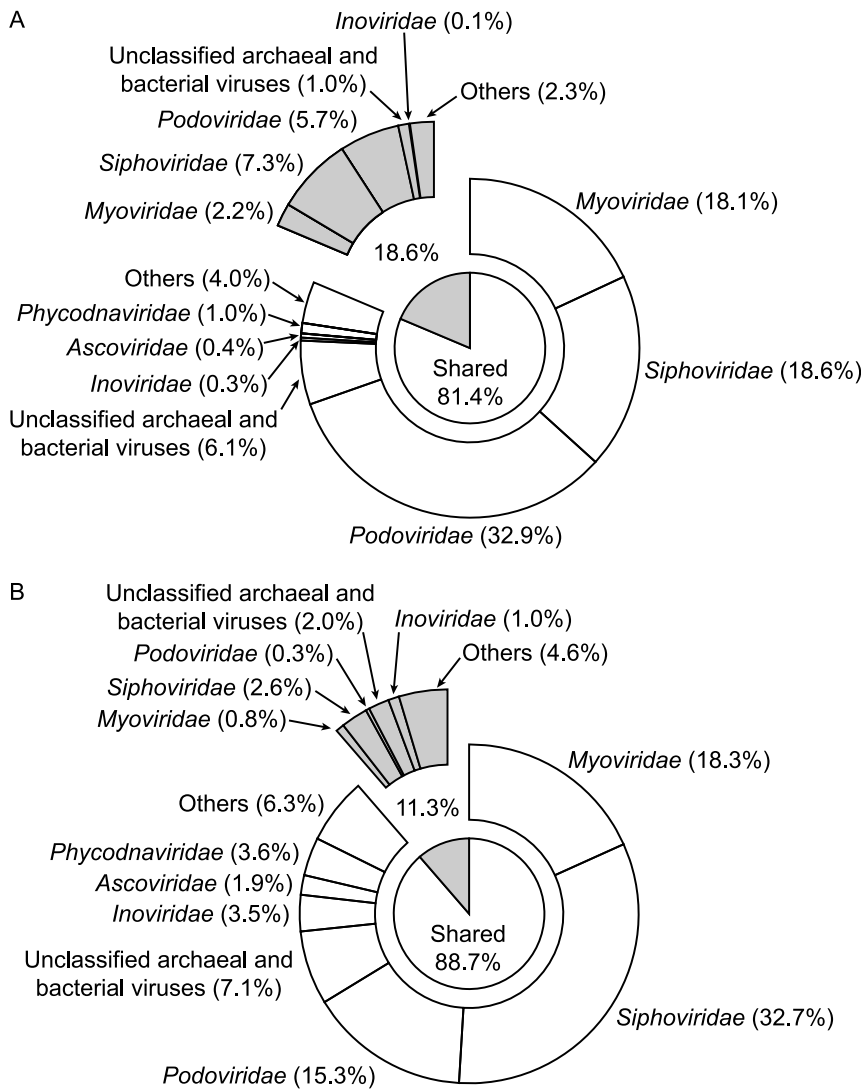 A
Inoviridae (0.1%)
Unclassified archaeal and
bacterial viruses (1.0%)
Others (2.3%)
Podoviridae (5.7%)
Siphoviridae (7.3%)
Myoviridae (2.2%)
Myoviridae (18.1%)
18.6%
Others (4.0%)
Phycodnaviridae (1.0%)
Ascoviridae (0.4%)
Inoviridae (0.3%)
Shared
81.4%
Siphoviridae (18.6%)
Unclassified archaeal and
bacterial viruses (6.1%)
Podoviridae (32.9%)
B
Unclassified archaeal and
bacterial viruses (2.0%)
Inoviridae (1.0%)
Podoviridae (0.3%)
Others (4.6%)
Siphoviridae (2.6%)
Myoviridae (0.8%)
Myoviridae (18.3%)
Others (6.3%)
11.3%
Phycodnaviridae (3.6%)
Ascoviridae (1.9%)
Inoviridae (3.5%)
Shared
88.7%
Unclassified archaeal and
bacterial viruses (7.1%)
Siphoviridae (32.7%)
Podoviridae (15.3%)